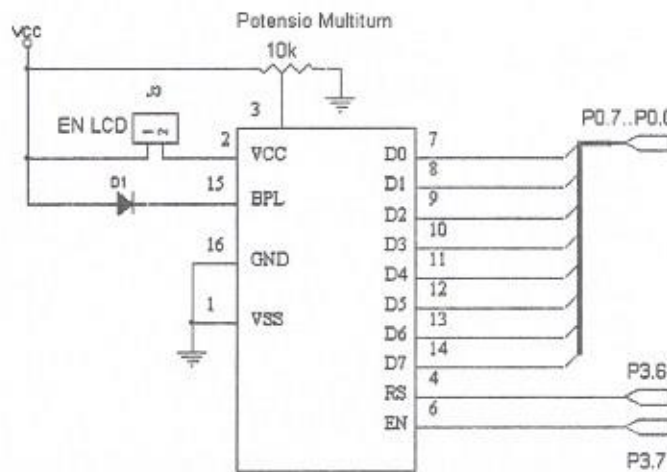 Potensio Multiturn
VCC
10k
J3
3
EN LCD
1
2
2
VCC
D1
15
BPL
16
GND
1
VSS
D0
7
D1
8
D2
9
D3
10
D4
11
D5
12
D6
13
D7
14
RS
4
EN
6
P0.7..P0.0
P3.6
P3.7